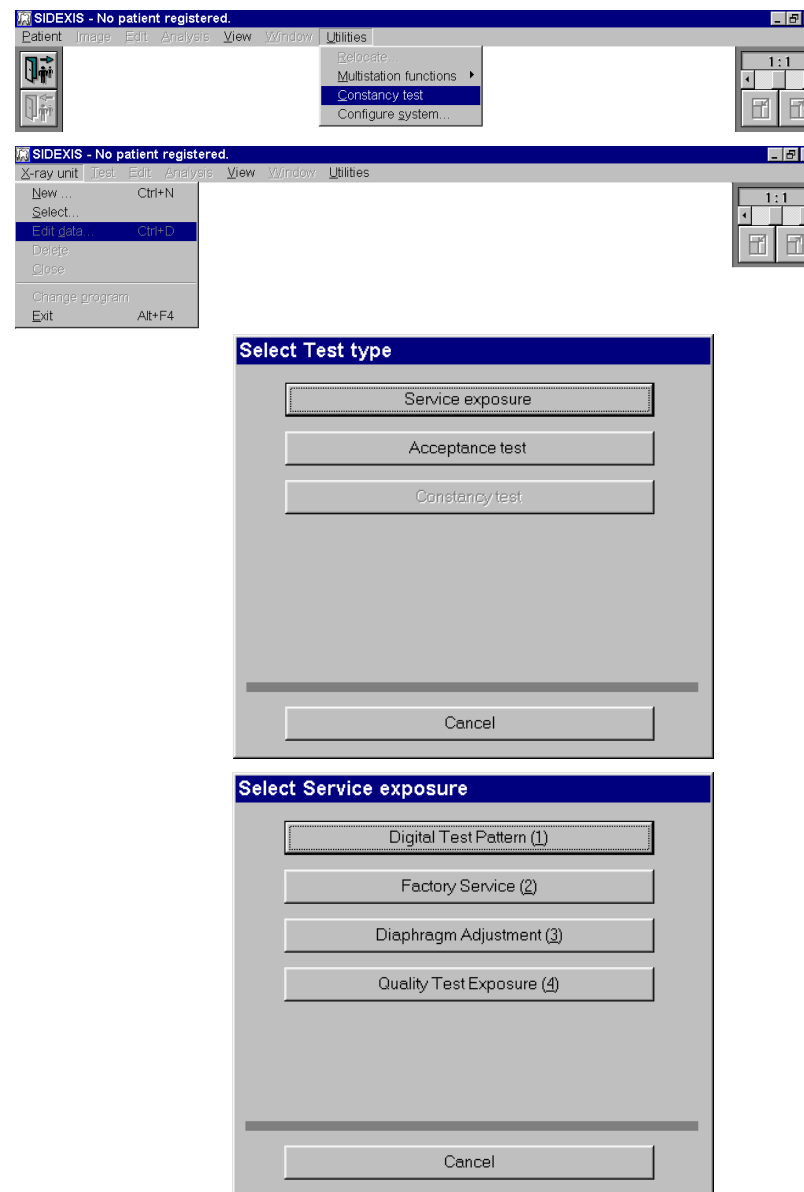 SIDEXIS - No patient registered.
Patient Image Edit Analysis View Window Utilities
Relocate...
Multistation functions
Constancy test
Configure system...
1:1
SIDEXIS - No patient registered.
X-ray unit Test Edit Analysis View Window Utilities
New ... Ctrl+N
Select...
Edit data... Ctrl+D
Delete
Close
Change program
Exit Alt+F4
1:1
Select Test type
Service exposure
Acceptance test
Constancy test
Cancel
Select Service exposure
Digital Test Pattern (1)
Factory Service (2)
Diaphragm Adjustment (3)
Quality Test Exposure (4)
Cancel